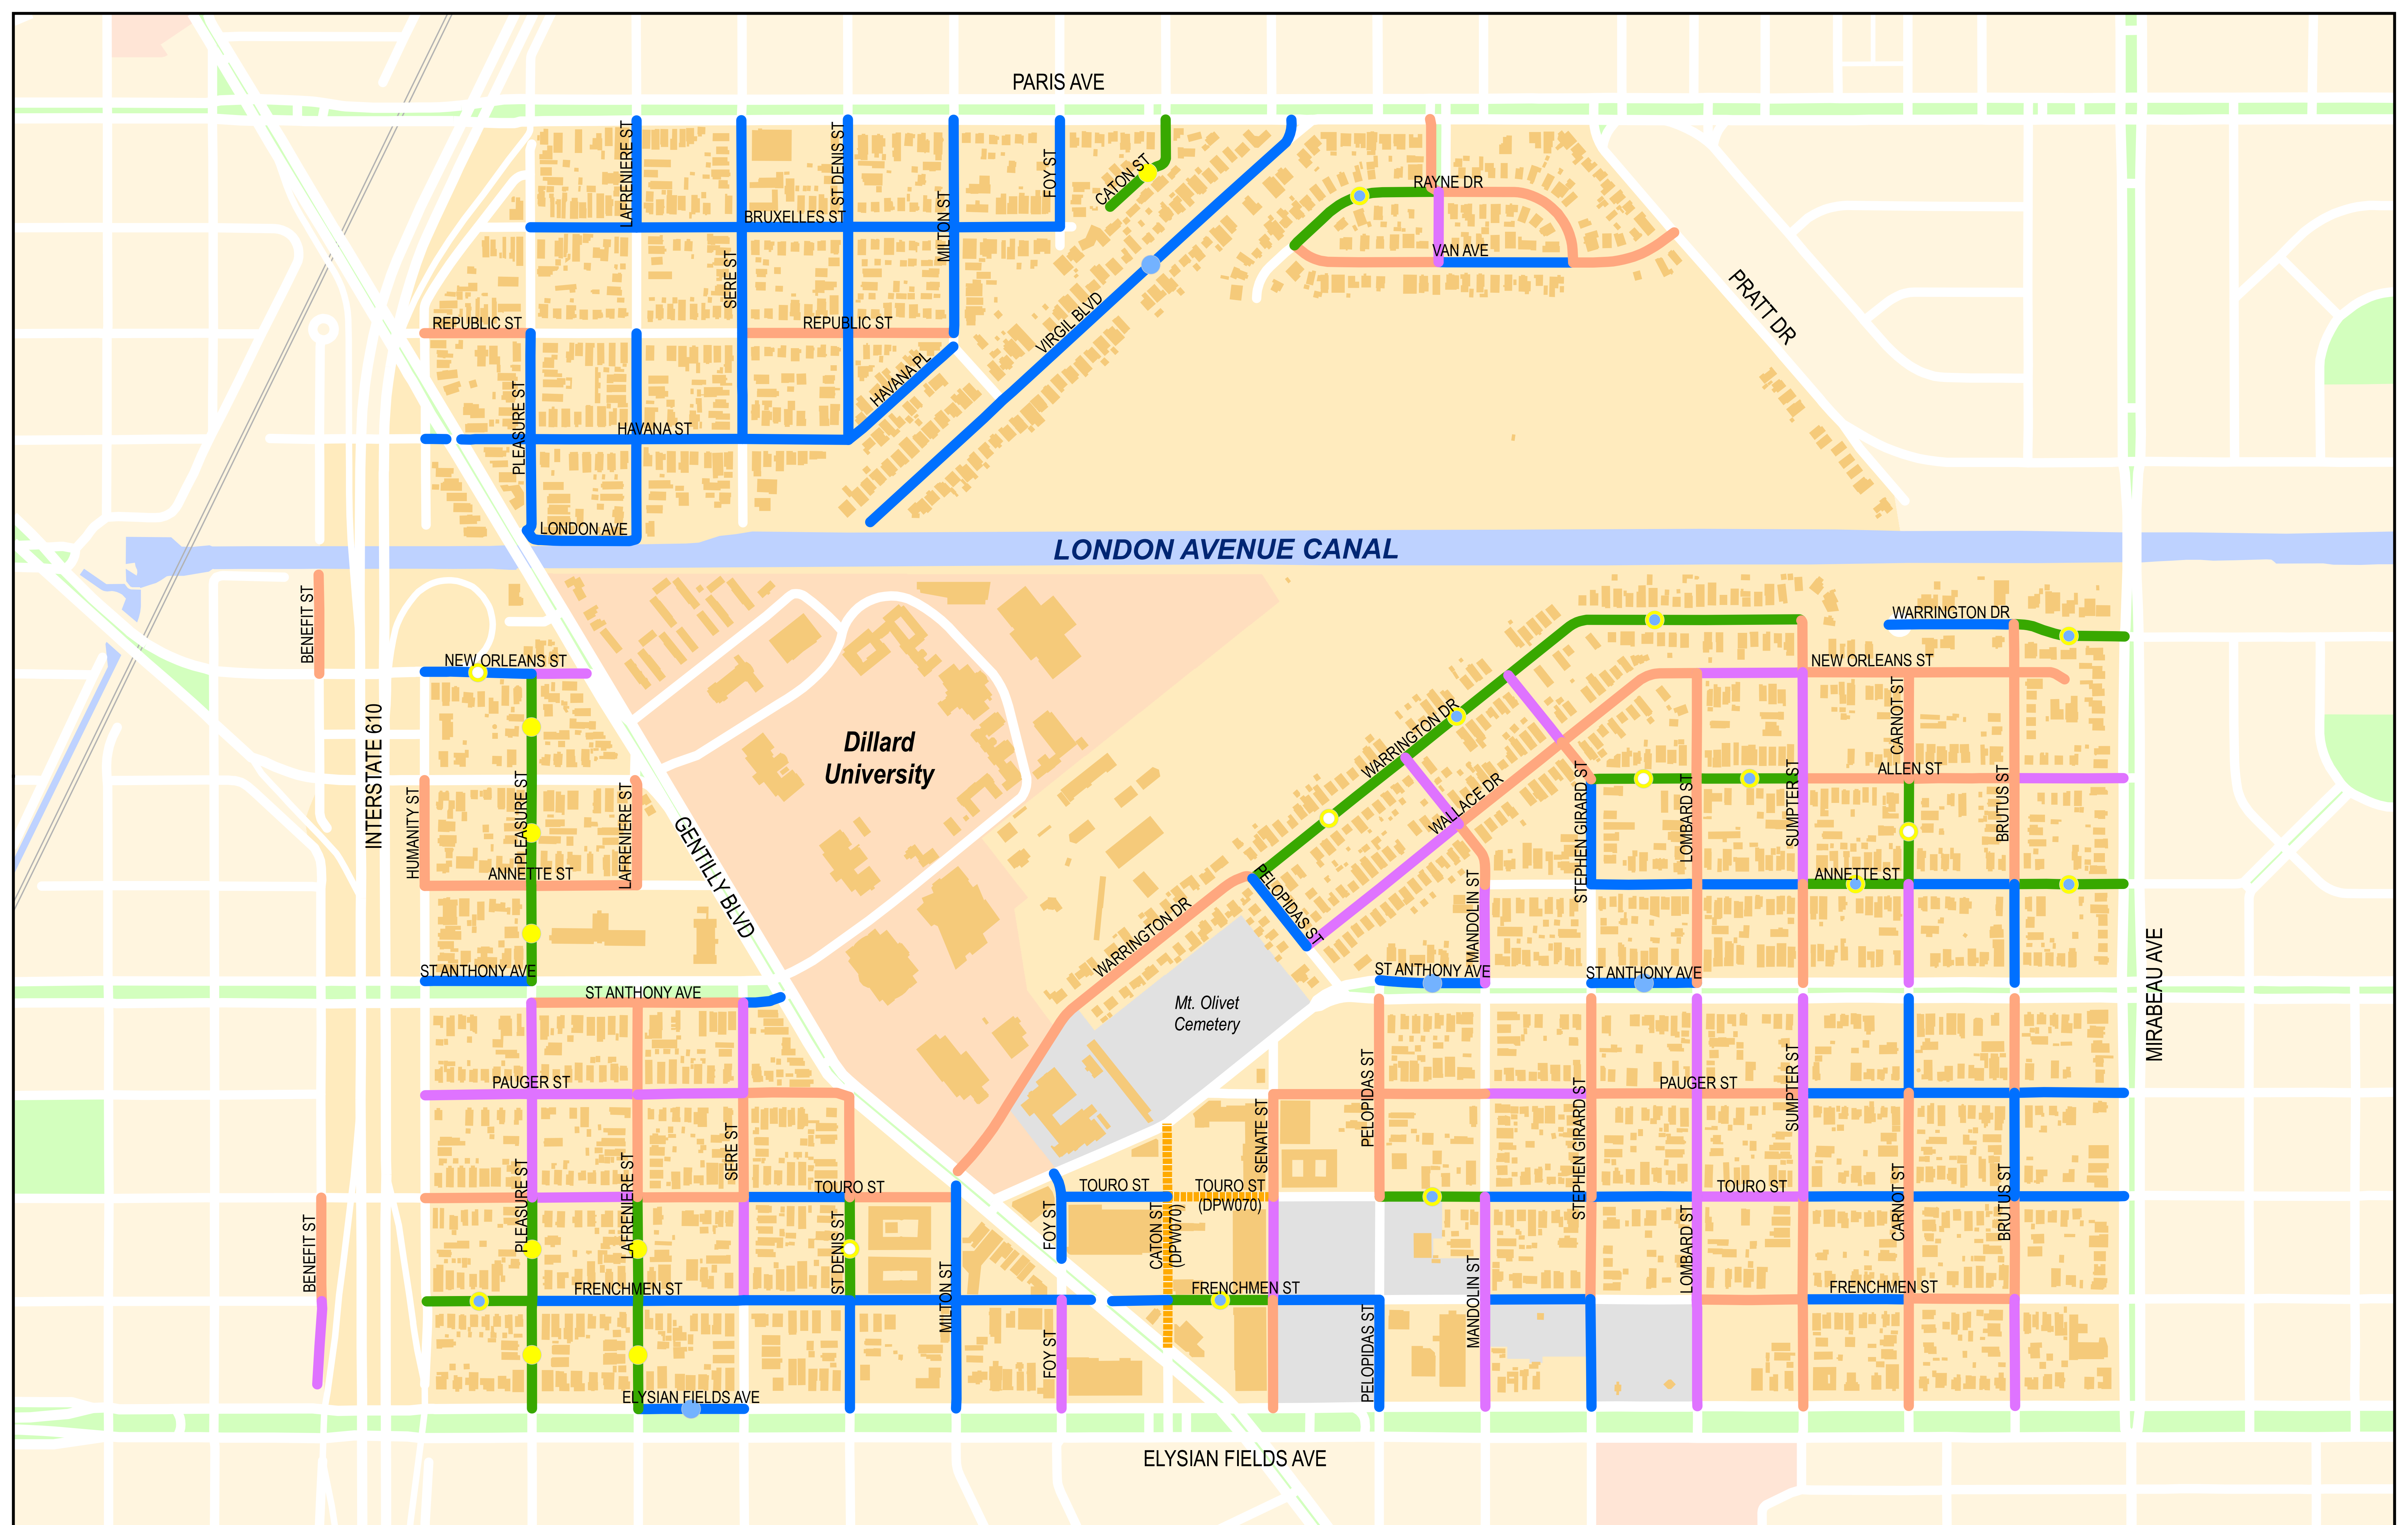 PARIS AVE
LAFRENIERE ST
ST DENIS ST
FOY ST
CATON ST
RAYNE DR
BRUXELLES ST
MILTON ST
SERE ST
VAN AVE
PRATT DR
VIRGIL BLVD
REPUBLIC ST
REPUBLIC ST
HAVANA PL
PLEASURE ST
HAVANA ST
LONDON AVE
LONDON AVENUE CANAL
BENEFIT ST
WARRINGTON DR
NEW ORLEANS ST
NEW ORLEANS ST
CARNOT ST
INTERSTATE 610
Dillard
University
WARRINGTON DR
ALLEN ST
HUMANITY ST
PLEASURE ST
LAFRENIERE ST
GENTILLY BLVD
WALLACE DR
STEPHEN GIRARD ST
LOMBARD ST
SUMPTER ST
BRUTUS ST
ANNETTE ST
ANNETTE ST
PELOPIDAS ST
MANDOLIN ST
WARRINGTON DR
ST ANTHONY AVE
ST ANTHONY AVE
ST ANTHONY AVE
ST ANTHONY AVE
Mt. Olivet
Cemetery
MIRABEAU AVE
PAUGER ST
PAUGER ST
SERE ST
SENATE ST
PELOPIDAS ST
STEPHEN GIRARD ST
SUMPTER ST
PLEASURE ST
LAFRENIERE ST
TOURO ST
TOURO ST
TOURO ST
(DPW070)
TOURO ST
BENEFIT ST
ST DENIS ST
FOY ST
CATON ST
(DPW070)
LOMBARD ST
CARNOT ST
BRUTUS ST
FRENCHMEN ST
FRENCHMEN ST
FRENCHMEN ST
MILTON ST
FOY ST
PELOPIDAS ST
MANDOLIN ST
ELYSIAN FIELDS AVE
ELYSIAN FIELDS AVE